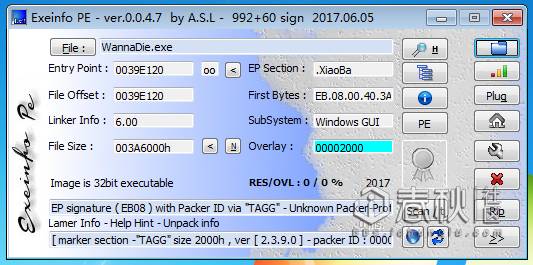 Exeinfo PE - ver.0.0.4.7 by A.S.L - 992+60 sign 2017.06.05
File : WannaDie.exe H
Entry Point : 0039E120 oo < EP Section : .XiaoBa
File Offset : 0039E120 First Bytes : EB.08.00.40.3A Plug
Linker Info : 6.00 SubSystem : Windows GUI PE
File Size : 003A6000h < N Overlay : 00002000
Image is 32bit executable RES/OVL : 0 / 0 % 2017
EP signature ( EB08 ) with Packer ID via "TAGG" - Unknown Packer-Prot Scan / t Rip
Lamer Info - Help Hint - Unpack info
[ marker section -"TAGG" size 2000h , ver [ 2.3.9.0 ] - packer ID : 0000 >>
Exeinfo Pe
春秋